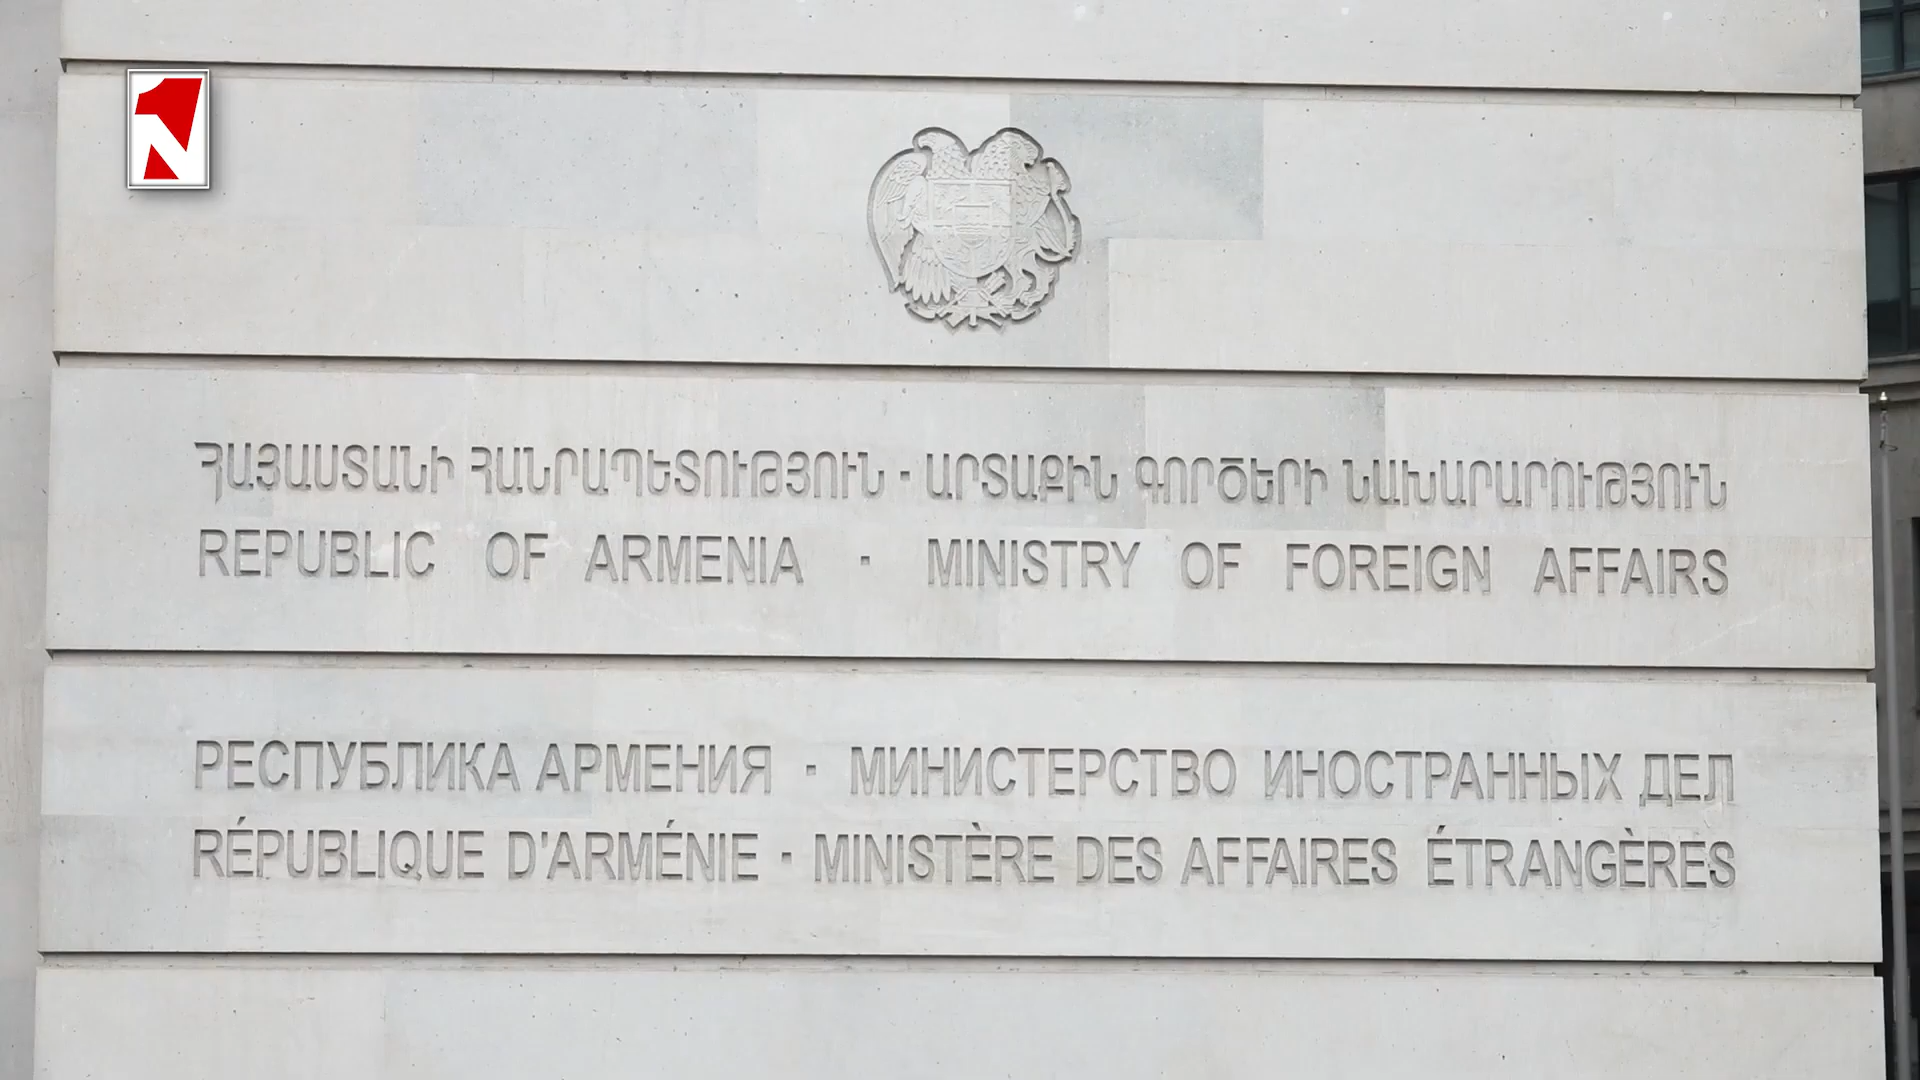 1N
ՀԱՅԱՍՏԱՆԻ ՀԱՆՐԱՊԵՏՈՒԹՅՈՒՆ - ԱՐՏԱՔԻՆ ԳՈՐԾԵՐԻ ՆԱԽԱՐԱՐՈՒԹՅՈՒՆ
REPUBLIC OF ARMENIA - MINISTRY OF FOREIGN AFFAIRS
РЕСПУБЛИКА АРМЕНИЯ - МИНИСТЕРСТВО ИНОСТРАННЫХ ДЕЛ
RÉPUBLIQUE D'ARMÉNIE - MINISTÈRE DES AFFAIRES ÉTRANGÈRES